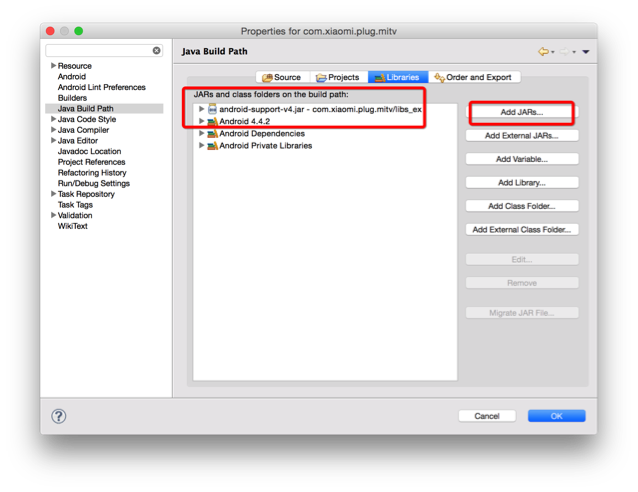 Properties for com.xiaomi.plug.mitv
Java Build Path
Resource
Android
Android Lint Preferences
Builders
Java Build Path
Java Code Style
Java Compiler
Java Editor
Javadoc Location
Project References
Refactoring History
Run/Debug Settings
Task Repository
Task Tags
Validation
WikiText
Source Projects Libraries Order and Export
JARs and class folders on the build path:
android-support-v4.jar - com.xiaomi.plug.mitv/libs_ex
Android 4.4.2
Android Dependencies
Android Private Libraries
Add JARs...
Add External JARs...
Add Variable...
Add Library...
Add Class Folder...
Add External Class Folder...
Edit...
Remove
Migrate JAR File...
?
Cancel OK